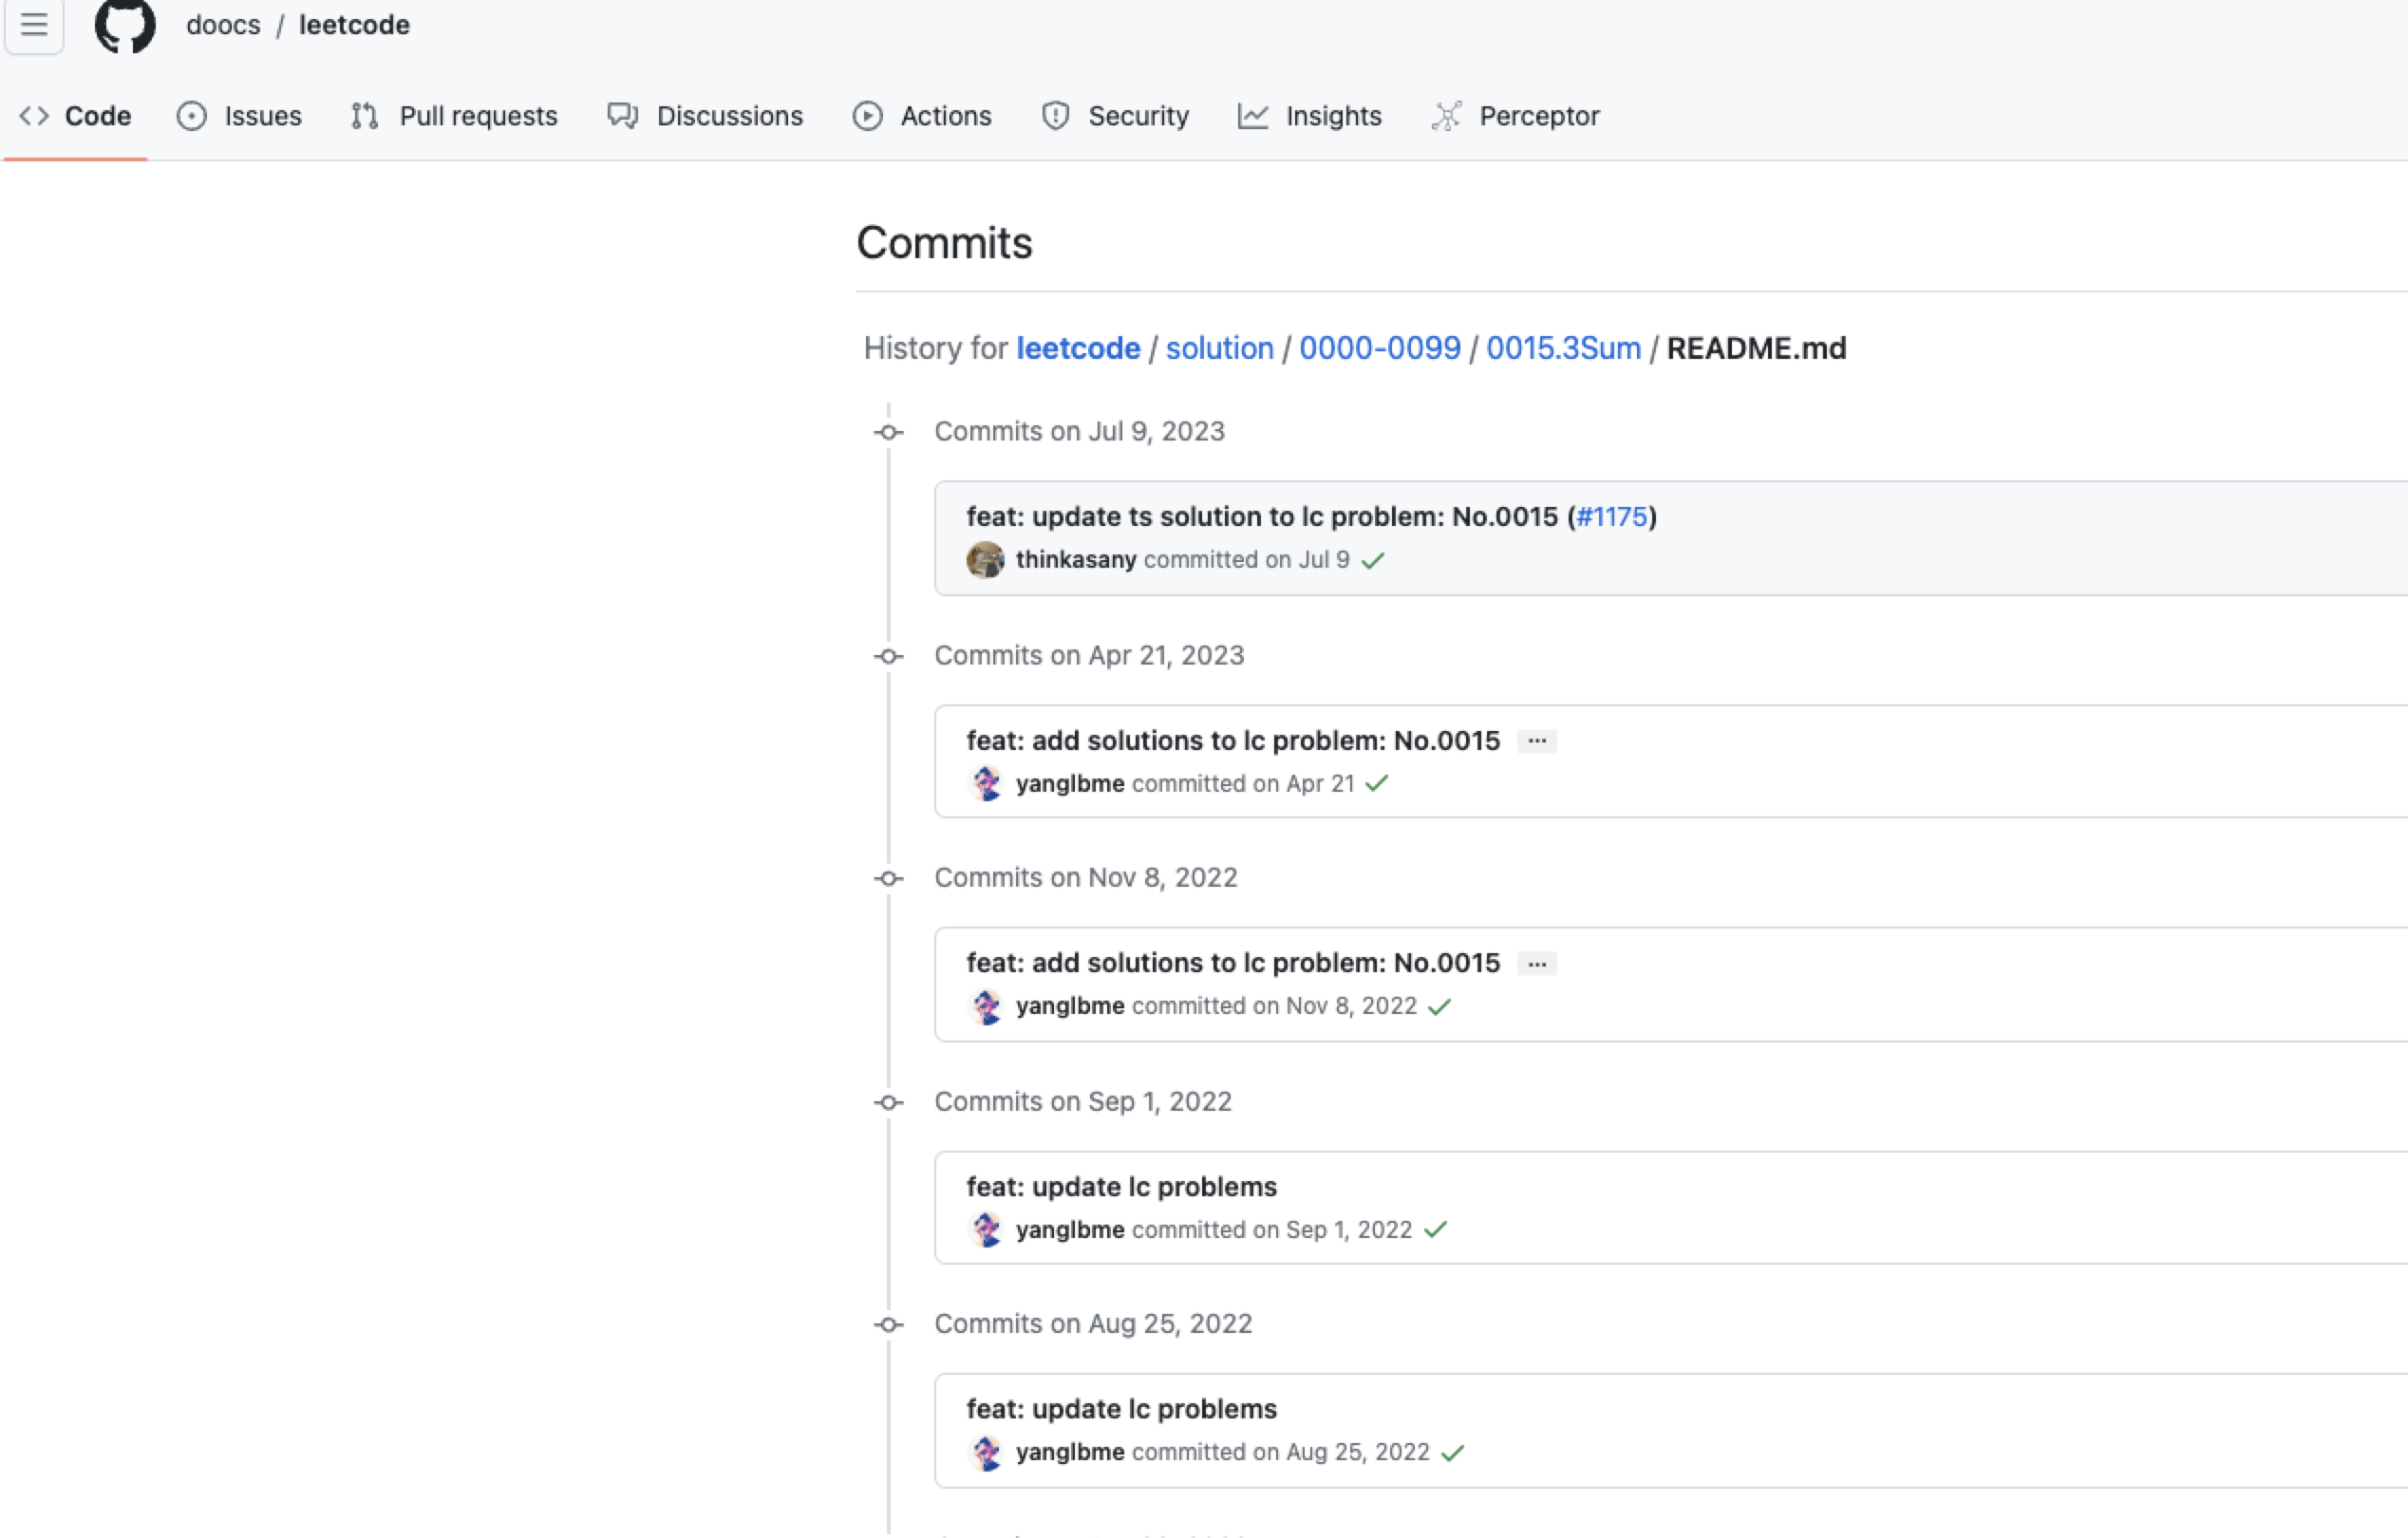 doocs / leetcode
Code Issues Pull requests Discussions Actions Security Insights Perceptor
Commits
History for leetcode / solution / 0000-0099 / 0015.3Sum / README.md
Commits on Jul 9, 2023
feat: update ts solution to lc problem: No.0015 (#1175)
thinkasany committed on Jul 9
Commits on Apr 21, 2023
feat: add solutions to lc problem: No.0015 ...
yanglbme committed on Apr 21
Commits on Nov 8, 2022
feat: add solutions to lc problem: No.0015 ...
yanglbme committed on Nov 8, 2022
Commits on Sep 1, 2022
feat: update lc problems
yanglbme committed on Sep 1, 2022
Commits on Aug 25, 2022
feat: update lc problems
yanglbme committed on Aug 25, 2022